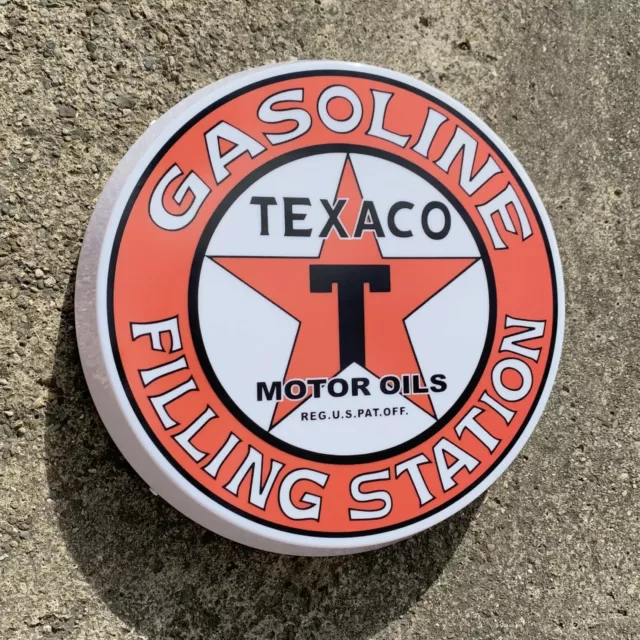 GASOLINE
TEXACO
T
MOTOR OILS
REG.U.S.PAT.OFF.
FILLING STATION